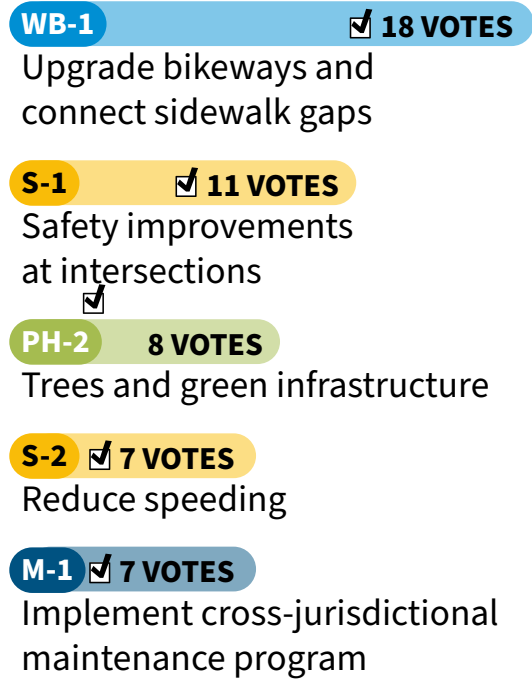 WB-1 18 VOTES
Upgrade bikeways and
connect sidewalk gaps
S-1 11 VOTES
Safety improvements
at intersections
PH-2 8 VOTES
Trees and green infrastructure
S-2 7 VOTES
Reduce speeding
M-1 7 VOTES
Implement cross-jurisdictional
maintenance program